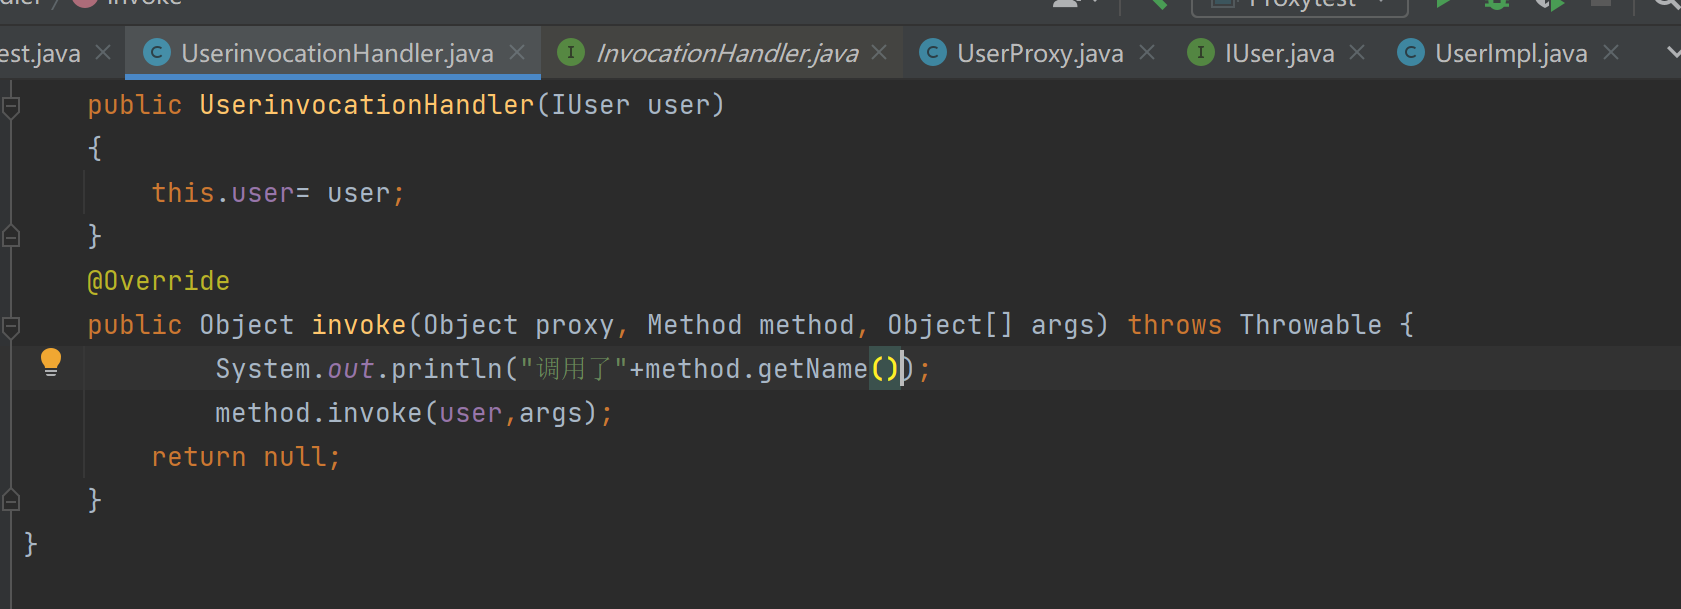 invoke
Proxytest
est.java
UserinvocationHandler.java
InvocationHandler.java
UserProxy.java
IUser.java
UserImpl.java
public UserinvocationHandler(IUser user)
{
this.user= user;
}
@Override
public Object invoke(Object proxy, Method method, Object[] args) throws Throwable {
System.out.println("调用了"+method.getName());
method.invoke(user,args);
return null;
}
}